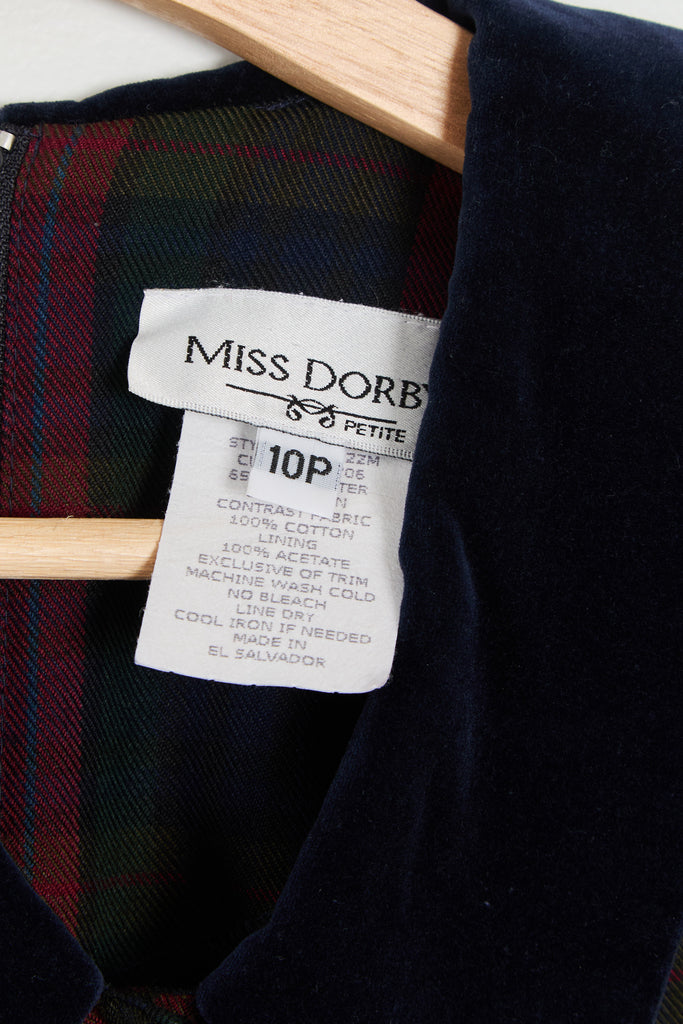 MISS DORBY
PETITE
10P
CONTRAST FABRIC
100% COTTON
LINING
100% ACETATE
EXCLUSIVE OF TRIM
MACHINE WASH COLD
NO BLEACH
LINE DRY
COOL IRON IF NEEDED
MADE IN
EL SALVADOR